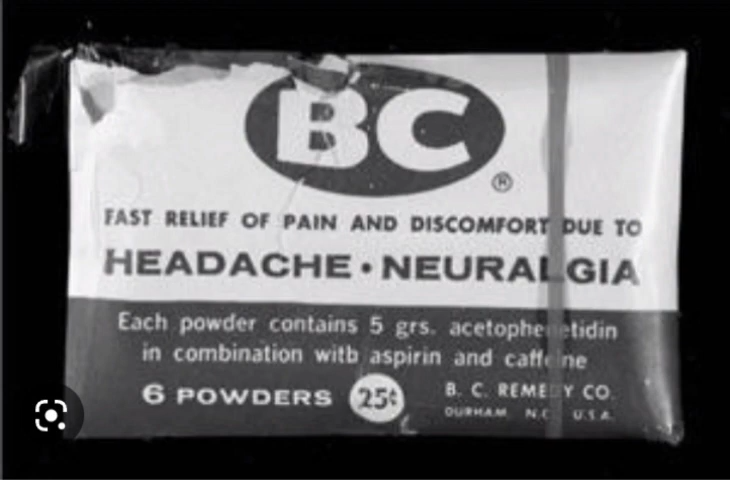 BC
®
FAST RELIEF OF PAIN AND DISCOMFORT DUE TO
HEADACHE • NEURALGIA
Each powder contains 5 grs. acetophenetidin
in combination with aspirin and caffeine
6 POWDERS 25¢ B. C. REMEDY CO.
DURHAM N.C. U.S.A.